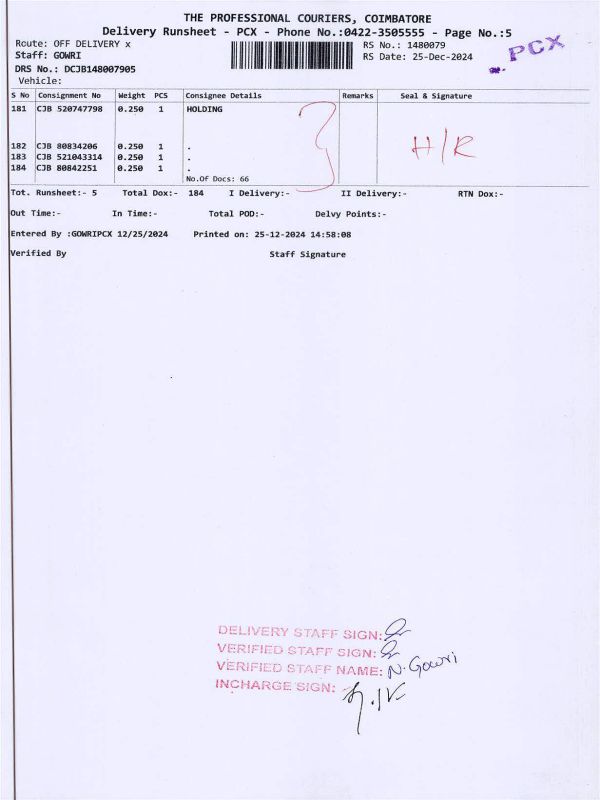 THE PROFESSIONAL COURIERS, COIMBATORE
Delivery Runsheet - PCX - Phone No.:0422-3505555 - Page No.:5
Route: OFF DELIVERY x
RS No.: 1480079
PCX
Staff: GOWRI
RS Date: 25-Dec-2024
DRS No.: DCJB148007905
Vehicle:
S No Consignment No Weight PCS Consignee Details Remarks Seal & Signature
181 CJB 520747798 0.250 1 HOLDING
H/R
182 CJB 80834206 0.250 1 .
183 CJB 521043314 0.250 1 .
184 CJB 80842251 0.250 1 .
No.Of Docs: 66
Tot. Runsheet:- 5 Total Dox:- 184 I Delivery:- II Delivery:- RTN Dox:-
Out Time:- In Time:- Total POD:- Delvy Points:-
Entered By :GOWRIPCX 12/25/2024 Printed on: 25-12-2024 14:58:08
Verified By Staff Signature
DELIVERY STAFF SIGN:
VERIFIED STAFF SIGN:
VERIFIED STAFF NAME: N. Gowri
INCHARGE SIGN: